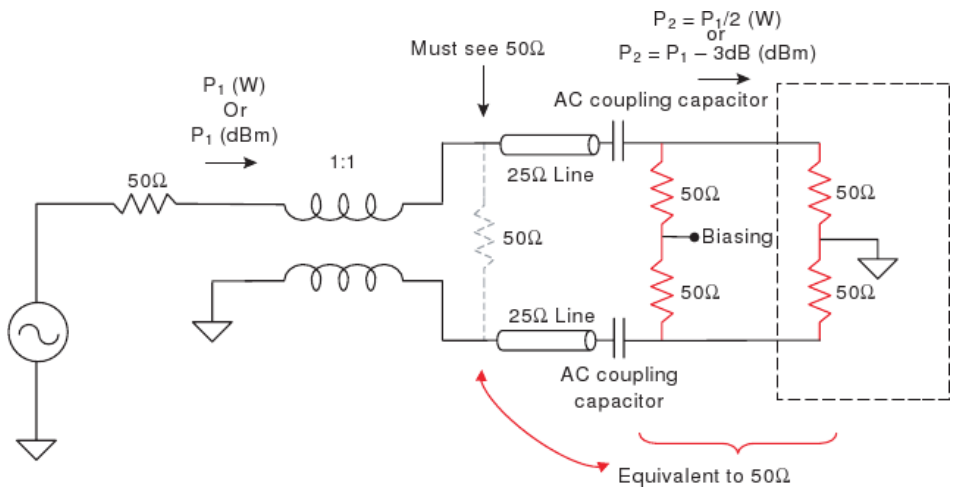 P₂ = P₁/2 (W)
or
P₂ = P₁ – 3dB (dBm)
Must see 50Ω
P₁ (W)
Or
P₁ (dBm)
AC coupling capacitor
1:1
50Ω
25Ω Line
50Ω
50Ω
50Ω
Biasing
50Ω
50Ω
25Ω Line
AC coupling
capacitor
Equivalent to 50Ω